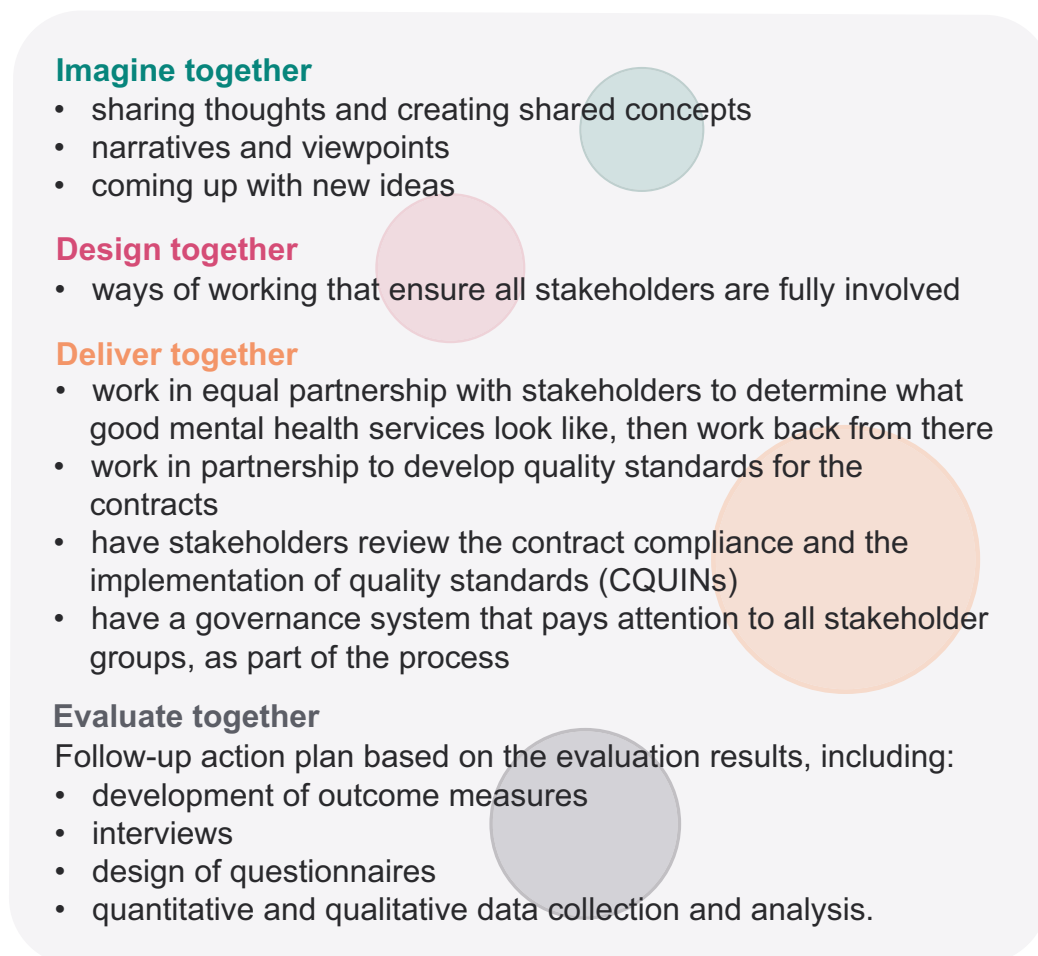 Imagine together
• sharing thoughts and creating shared concepts
• narratives and viewpoints
• coming up with new ideas
Design together
• ways of working that ensure all stakeholders are fully involved
Deliver together
• work in equal partnership with stakeholders to determine what
good mental health services look like, then work back from there
• work in partnership to develop quality standards for the
contracts
• have stakeholders review the contract compliance and the
implementation of quality standards (CQUINs)
• have a governance system that pays attention to all stakeholder
groups, as part of the process
Evaluate together
Follow-up action plan based on the evaluation results, including:
• development of outcome measures
• interviews
• design of questionnaires
• quantitative and qualitative data collection and analysis.